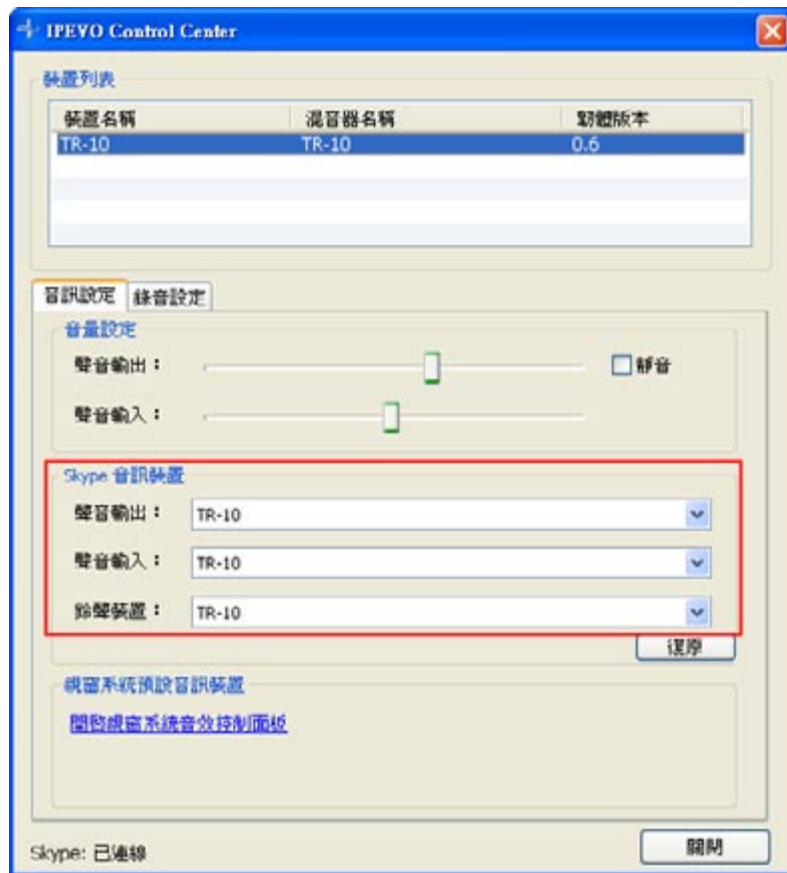 IPEVO Control Center
裝置列表
裝置名稱 混音器名稱 韌體版本
TR-10 TR-10 0.6
音訊設定 錄音設定
音量設定
聲音輸出： 靜音
聲音輸入：
Skype 音訊裝置
聲音輸出： TR-10
聲音輸入： TR-10
鈴聲裝置： TR-10
復原
視窗系統預設音訊裝置
開啟視窗系統音效控制面板
Skype: 已連線
關閉